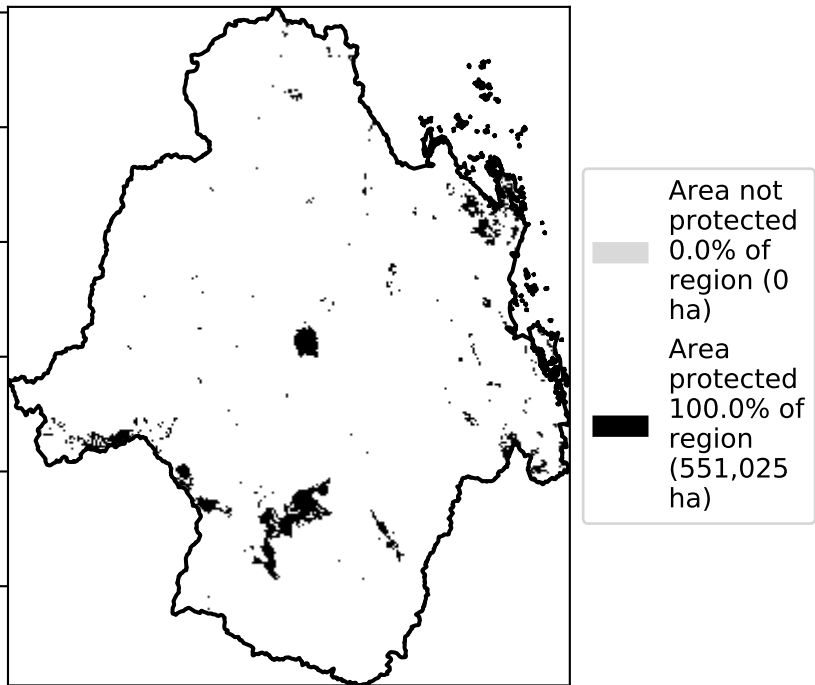 Area not
protected
0.0% of
region (0
ha)
Area
protected
100.0% of
region
(551,025
ha)